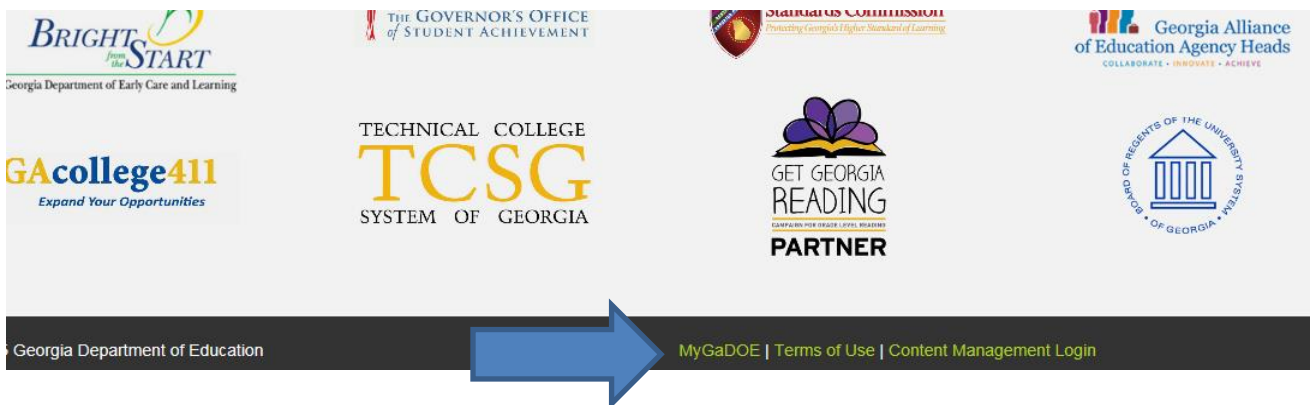 BRIGHT
from the
START
Georgia Department of Early Care and Learning
THE GOVERNOR'S OFFICE
of STUDENT ACHIEVEMENT
Standards Commission
Protecting Georgia's Higher Standard of Learning
Georgia Alliance
of Education Agency Heads
COLLABORATE • INNOVATE • ACHIEVE
GAcollege411
Expand Your Opportunities
TECHNICAL COLLEGE
TCSG
SYSTEM OF GEORGIA
GET GEORGIA
READING
CAMPAIGN FOR GRADE LEVEL READING
PARTNER
BOARD OF REGENTS OF THE UNIVERSITY SYSTEM
• OF GEORGIA •
Georgia Department of Education
MyGaDOE | Terms of Use | Content Management Login